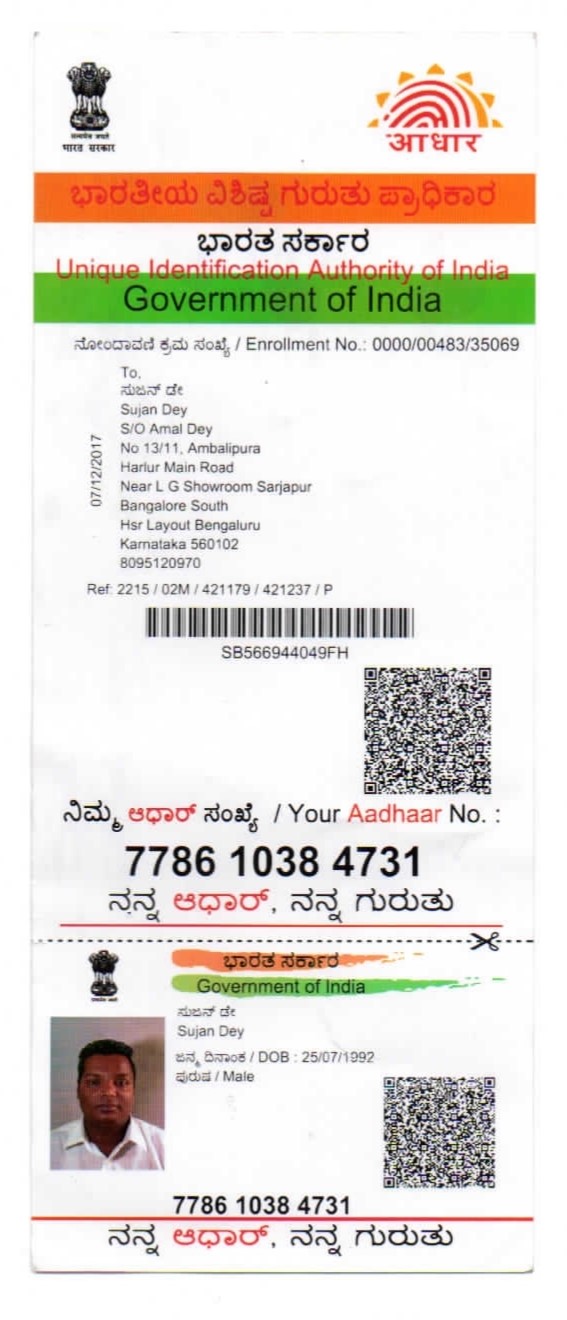 सत्यमेव जयते
भारत सरकार
आधार
ಭಾರತೀಯ ವಿಶಿಷ್ಟ ಗುರುತು ಪ್ರಾಧಿಕಾರ
ಭಾರತ ಸರ್ಕಾರ
Unique Identification Authority of India
Government of India
ನೋಂದಾವಣಿ ಕ್ರಮ ಸಂಖ್ಯೆ / Enrollment No.: 0000/00483/35069
To,
ಸುಜನ್ ಡೇ
Sujan Dey
S/O Amal Dey
No 13/11, Ambalipura
Harlur Main Road
Near L G Showroom Sarjapur
Bangalore South
Hsr Layout Bengaluru
Karnataka 560102
8095120970
07/12/2017
Ref: 2215 / 02M / 421179 / 421237 / P
SB566944049FH
ನಿಮ್ಮ ಆಧಾರ್ ಸಂಖ್ಯೆ / Your Aadhaar No. :
7786 1038 4731
ನನ್ನ ಆಧಾರ್, ನನ್ನ ಗುರುತು
ಭಾರತ ಸರ್ಕಾರ
Government of India
ಸುಜನ್ ಡೇ
Sujan Dey
ಜನ್ಮ ದಿನಾಂಕ / DOB : 25/07/1992
ಪುರುಷ / Male
7786 1038 4731
ನನ್ನ ಆಧಾರ್, ನನ್ನ ಗುರುತು